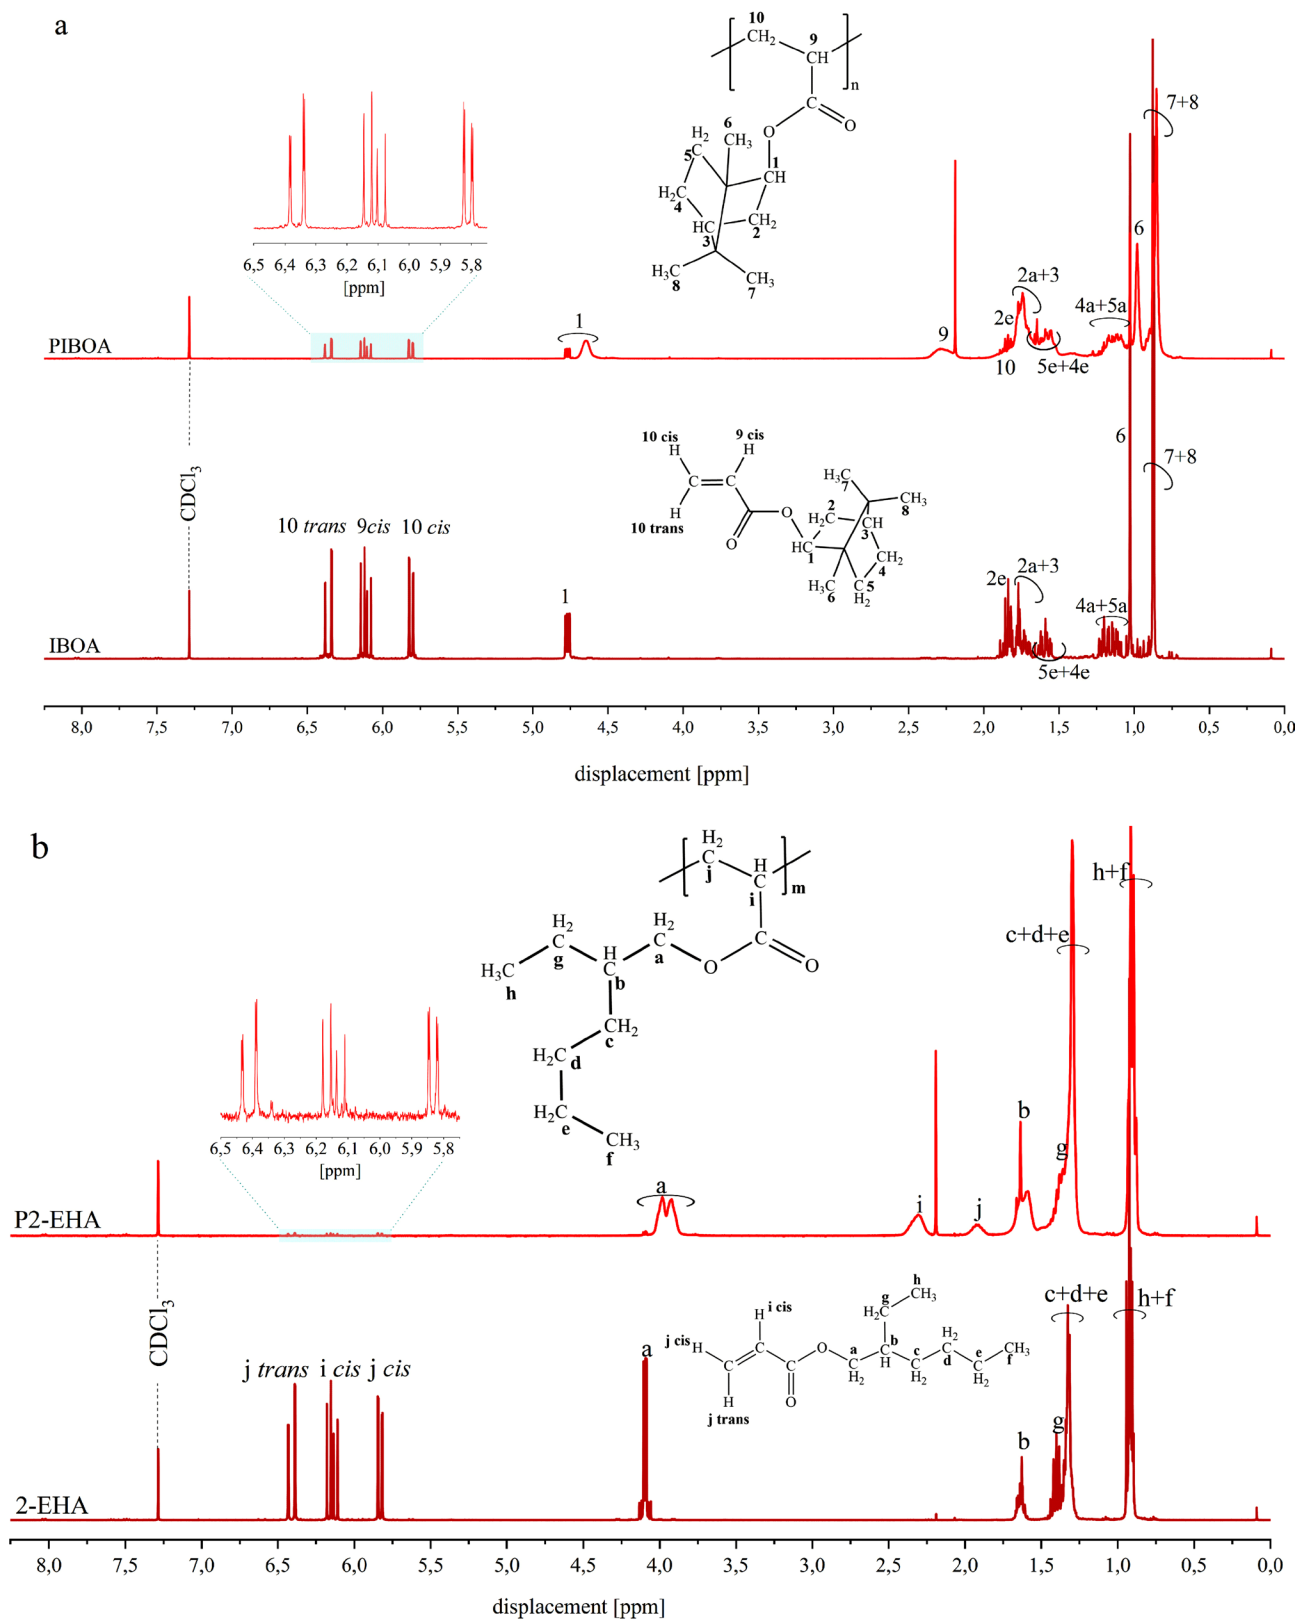 a
10
CH₂
9
CH
n
C
O
O
6
CH₃
H₂
C
5
1
CH
H₂C
4
HC
3
CH₂
2
H₃C
8
CH₃
7
6,5 6,4 6,3 6,2 6,1 6,0 5,9 5,8
[ppm]
PIBOA
1
9
2e
10
2a+3
5e+4e
4a+5a
6
7+8
CDCl₃
10 cis
H
9 cis
H
C
C
H
10 trans
O
O
H₃C
7
CH₃
8
2
H₂C
3
HC
1
CH₂
4
CH₃
6
5
C
H₂
10 trans 9cis 10 cis
1
2e
2a+3
5e+4e
4a+5a
6
7+8
IBOA
8,0 7,5 7,0 6,5 6,0 5,5 5,0 4,5 4,0 3,5 3,0 2,5 2,0 1,5 1,0 0,5 0,0
displacement [ppm]
b
H₂
C
j
H
C
i
m
H₂
C
g
H₃C
h
H
C
b
H₂
C
a
O
C
O
CH₂
c
H₂C
d
H₂C
e
CH₃
f
6,5 6,4 6,3 6,2 6,1 6,0 5,9 5,8
[ppm]
P2-EHA
a
i
j
b
g
c+d+e
h+f
CDCl₃
i cis
H
j cis
H
C
C
H
j trans
O
O
a
C
H₂
b
H
g
H₂C
h
CH₃
c
C
H₂
H₂
C
d
e
C
H₂
CH₃
f
j trans i cis j cis
a
b
g
c+d+e
h+f
2-EHA
8,0 7,5 7,0 6,5 6,0 5,5 5,0 4,5 4,0 3,5 3,0 2,5 2,0 1,5 1,0 0,5 0,0
displacement [ppm]